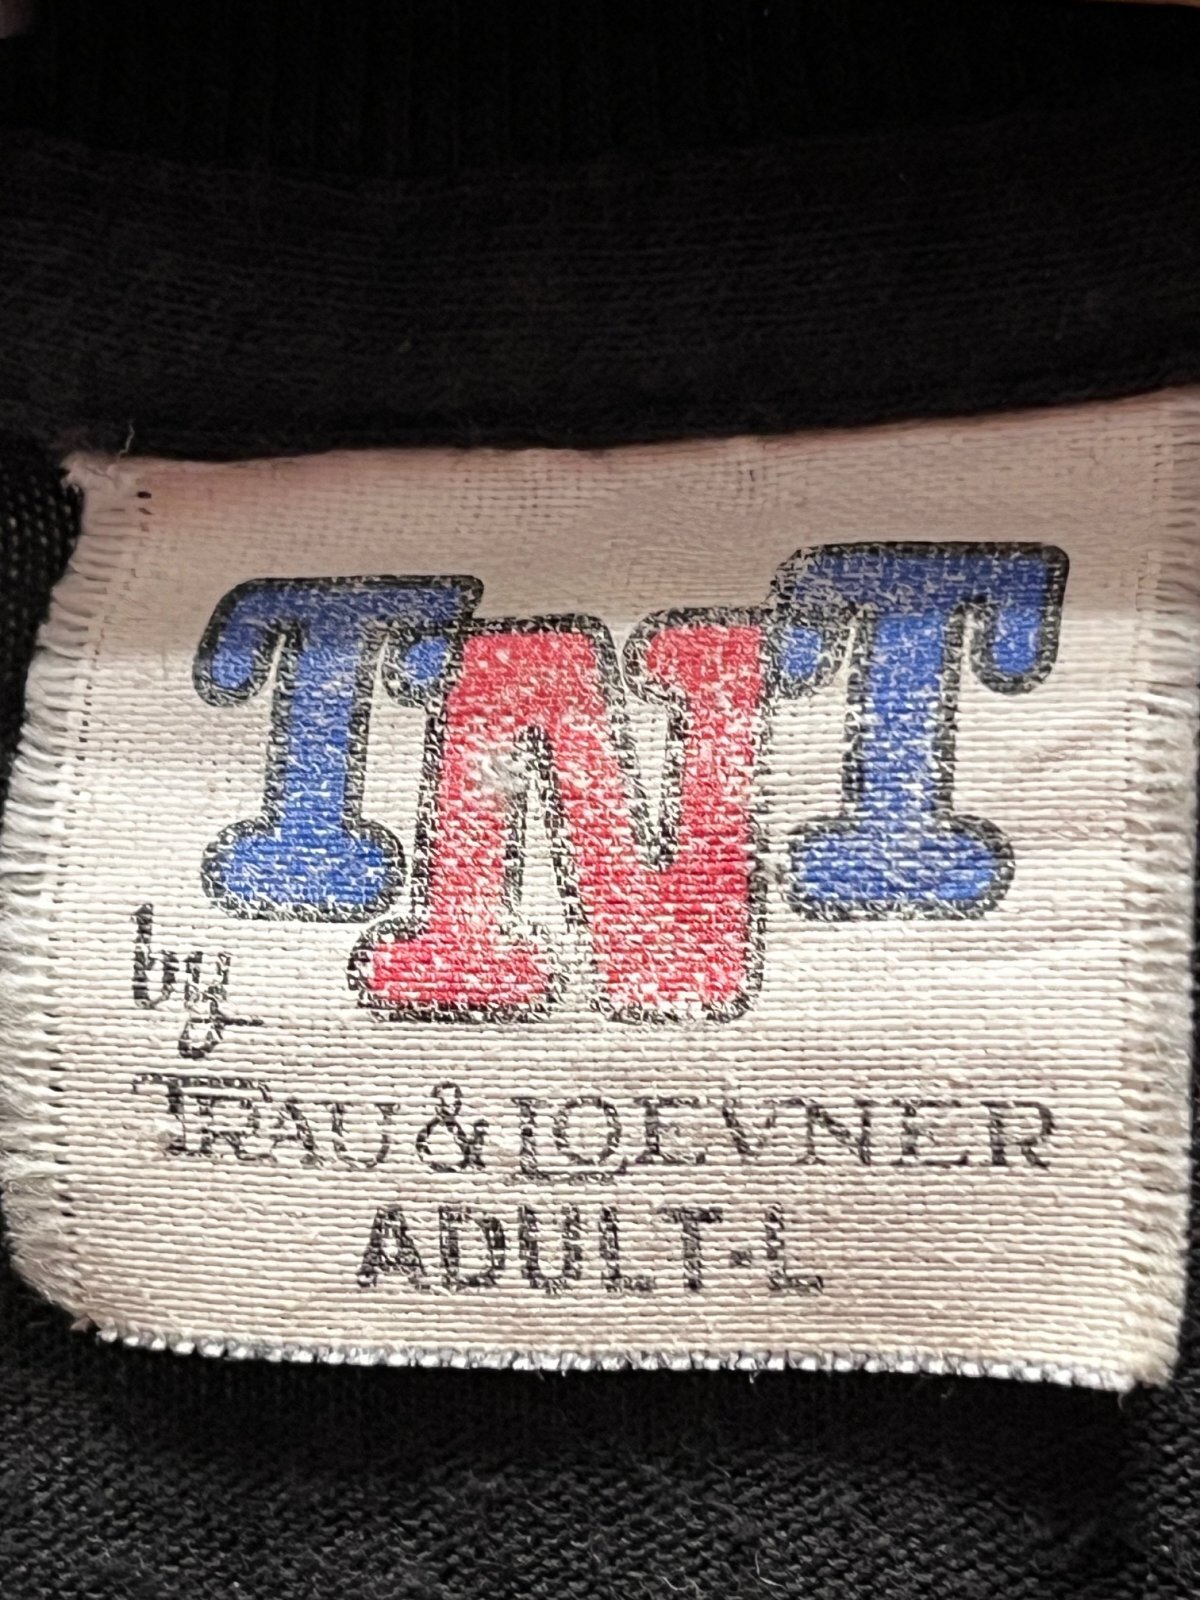 TNT
by
TRAU & LOEVNER
ADULT-L